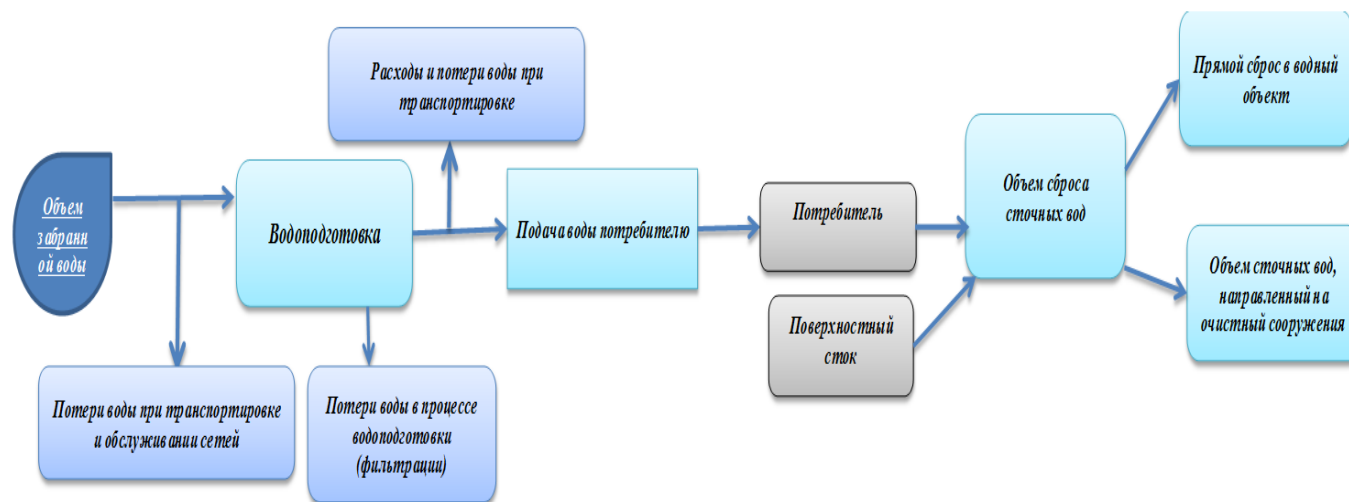 Объем
забранн
ой воды
Потери воды при транспортировке
и обслуживании сетей
Водоподготовка
Расходы и потери воды при
транспортировке
Потери воды в процессе
водоподготовки
(фильтрации)
Подача воды потребителю
Потребитель
Поверхностный
сток
Объем сброса
сточных вод
Прямой сброс в водный
объект
Объем сточных вод,
направленный на
очистный сооружения